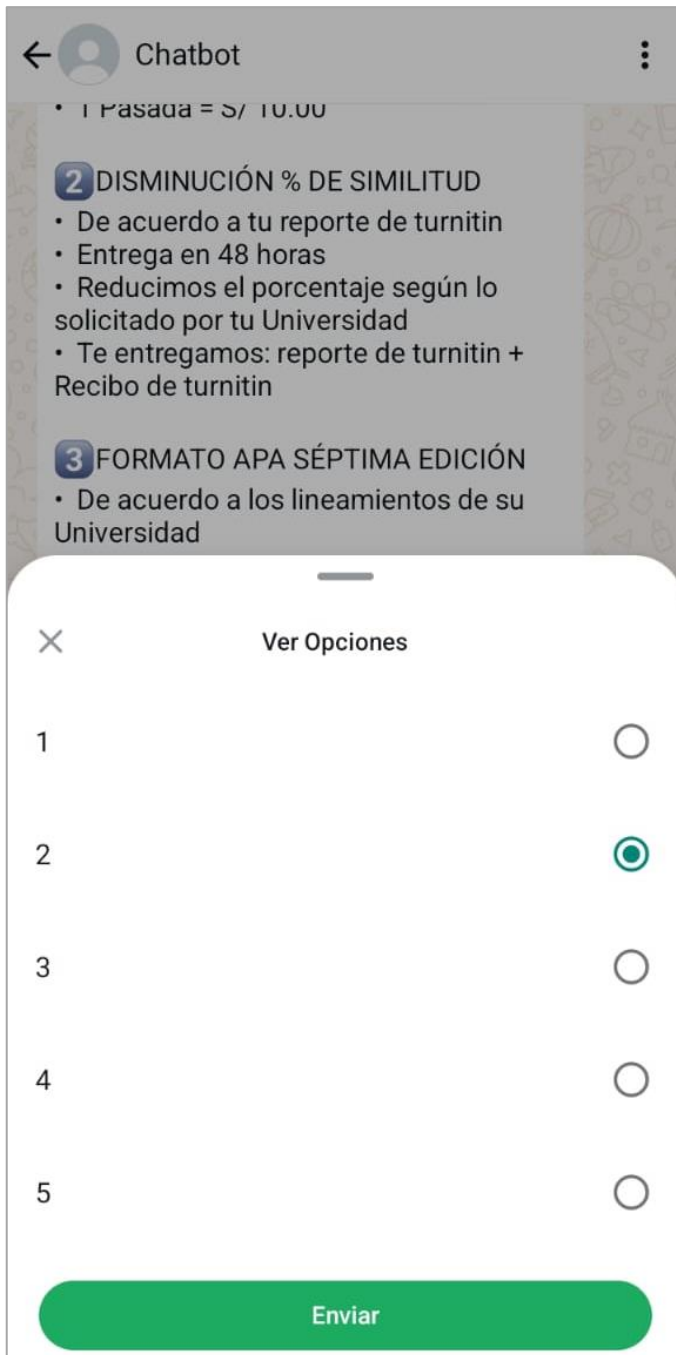 Chatbot
• 1 Pasada = S/ 10.00
2 DISMINUCIÓN % DE SIMILITUD
• De acuerdo a tu reporte de turnitin
• Entrega en 48 horas
• Reducimos el porcentaje según lo
solicitado por tu Universidad
• Te entregamos: reporte de turnitin +
Recibo de turnitin
3 FORMATO APA SÉPTIMA EDICIÓN
• De acuerdo a los lineamientos de su
Universidad
Ver Opciones
1
2
3
4
5
Enviar